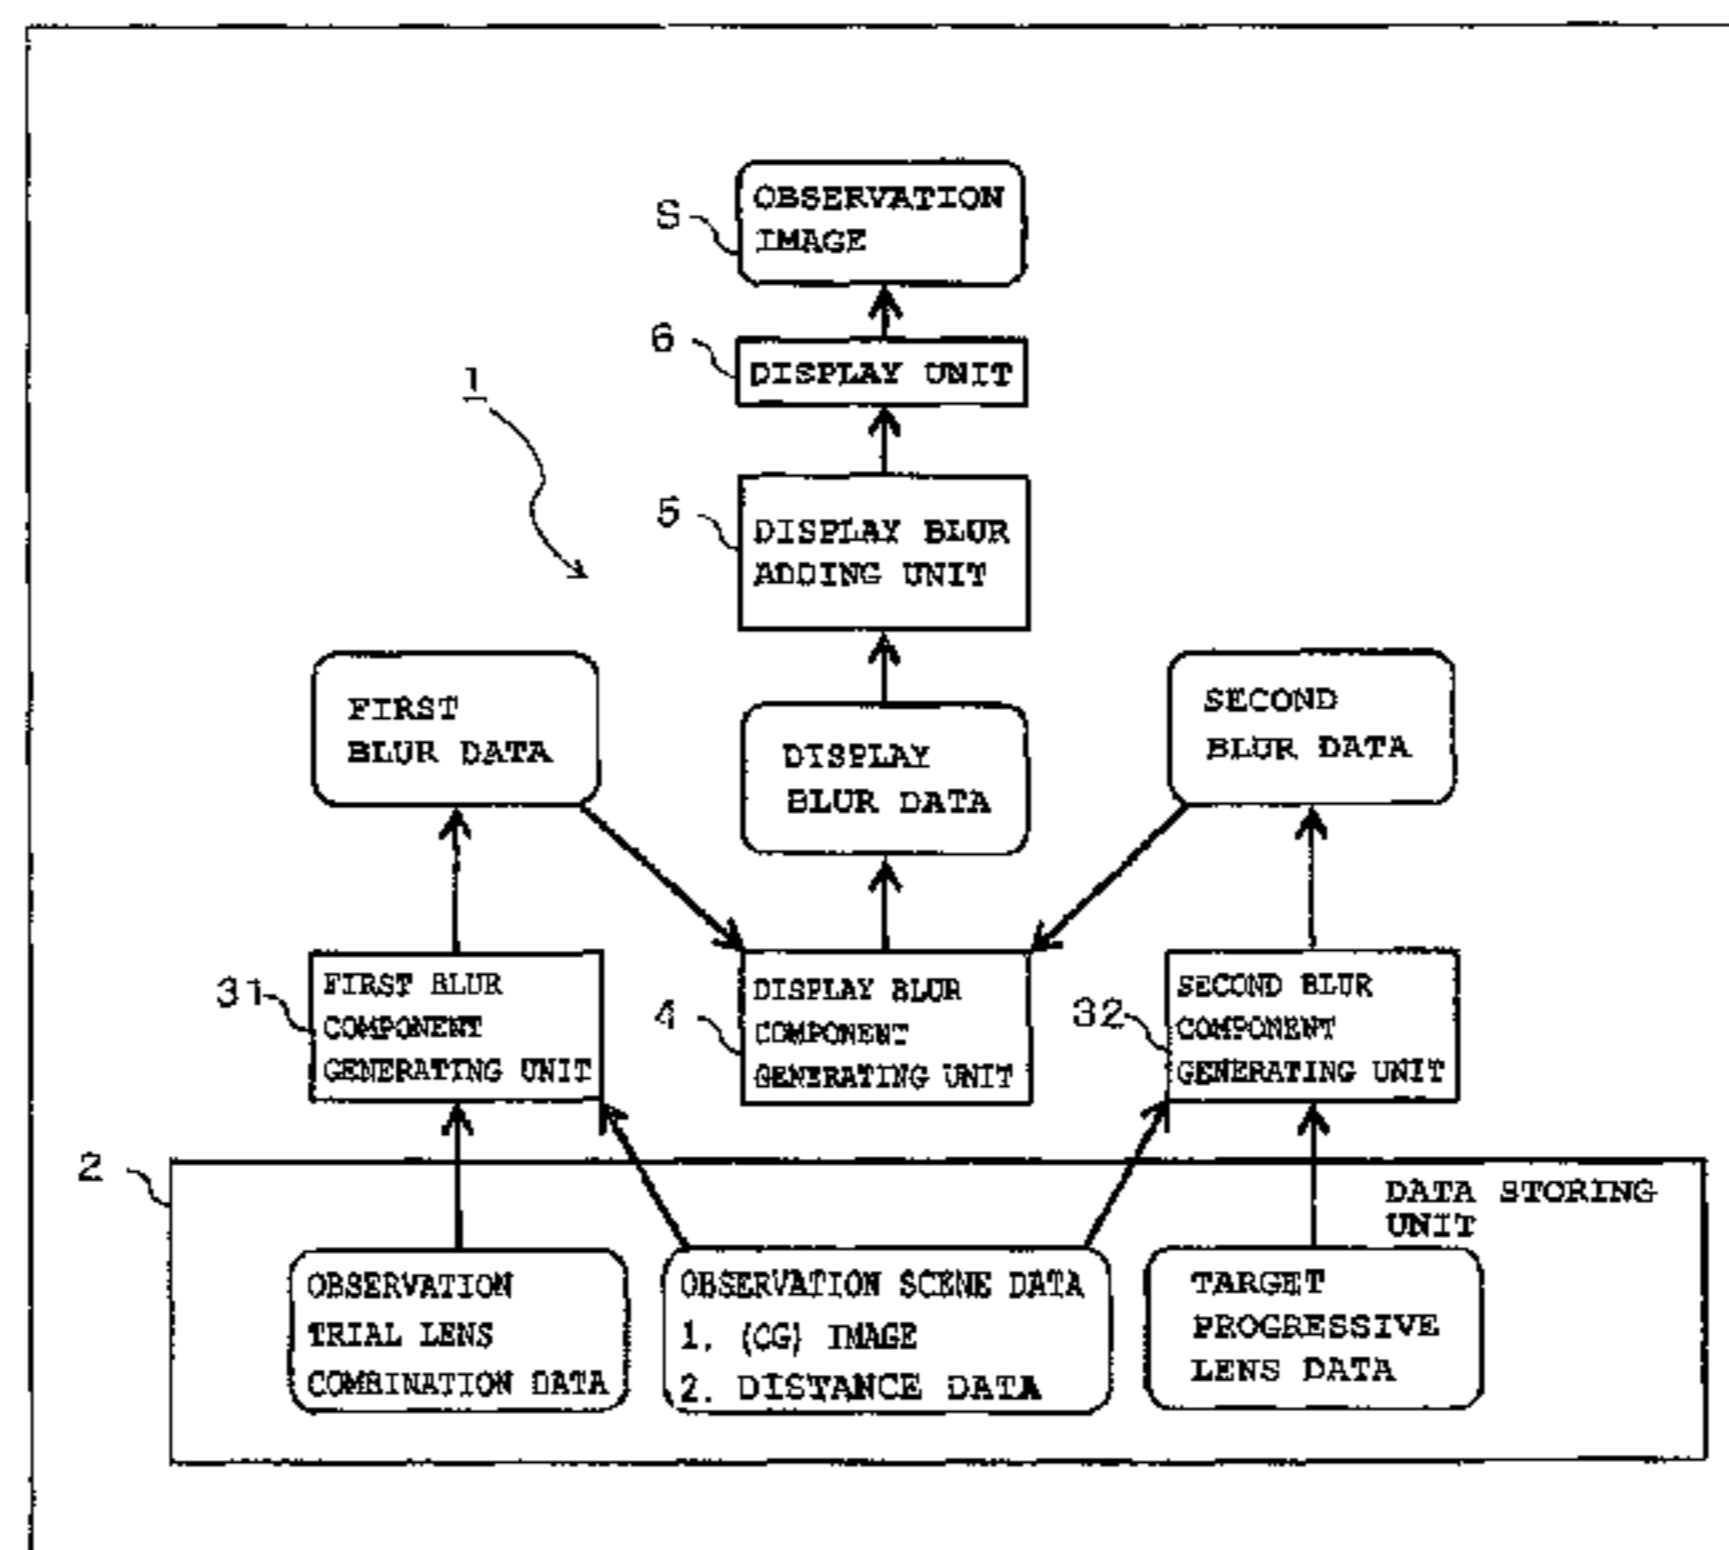 OBSERVATION
IMAGE
S
6
DISPLAY UNIT
1
5
DISPLAY BLUR
ADDING UNIT
FIRST
BLUR DATA
DISPLAY
BLUR DATA
SECOND
BLUR DATA
31
FIRST BLUR
COMPONENT
GENERATING UNIT
4
DISPLAY BLUR
COMPONENT
GENERATING UNIT
32
SECOND BLUR
COMPONENT
GENERATING UNIT
2
DATA STORING
UNIT
OBSERVATION
TRIAL LENS
COMBINATION DATA
OBSERVATION SCENE DATA
1. (CG) IMAGE
2. DISTANCE DATA
TARGET
PROGRESSIVE
LENS DATA